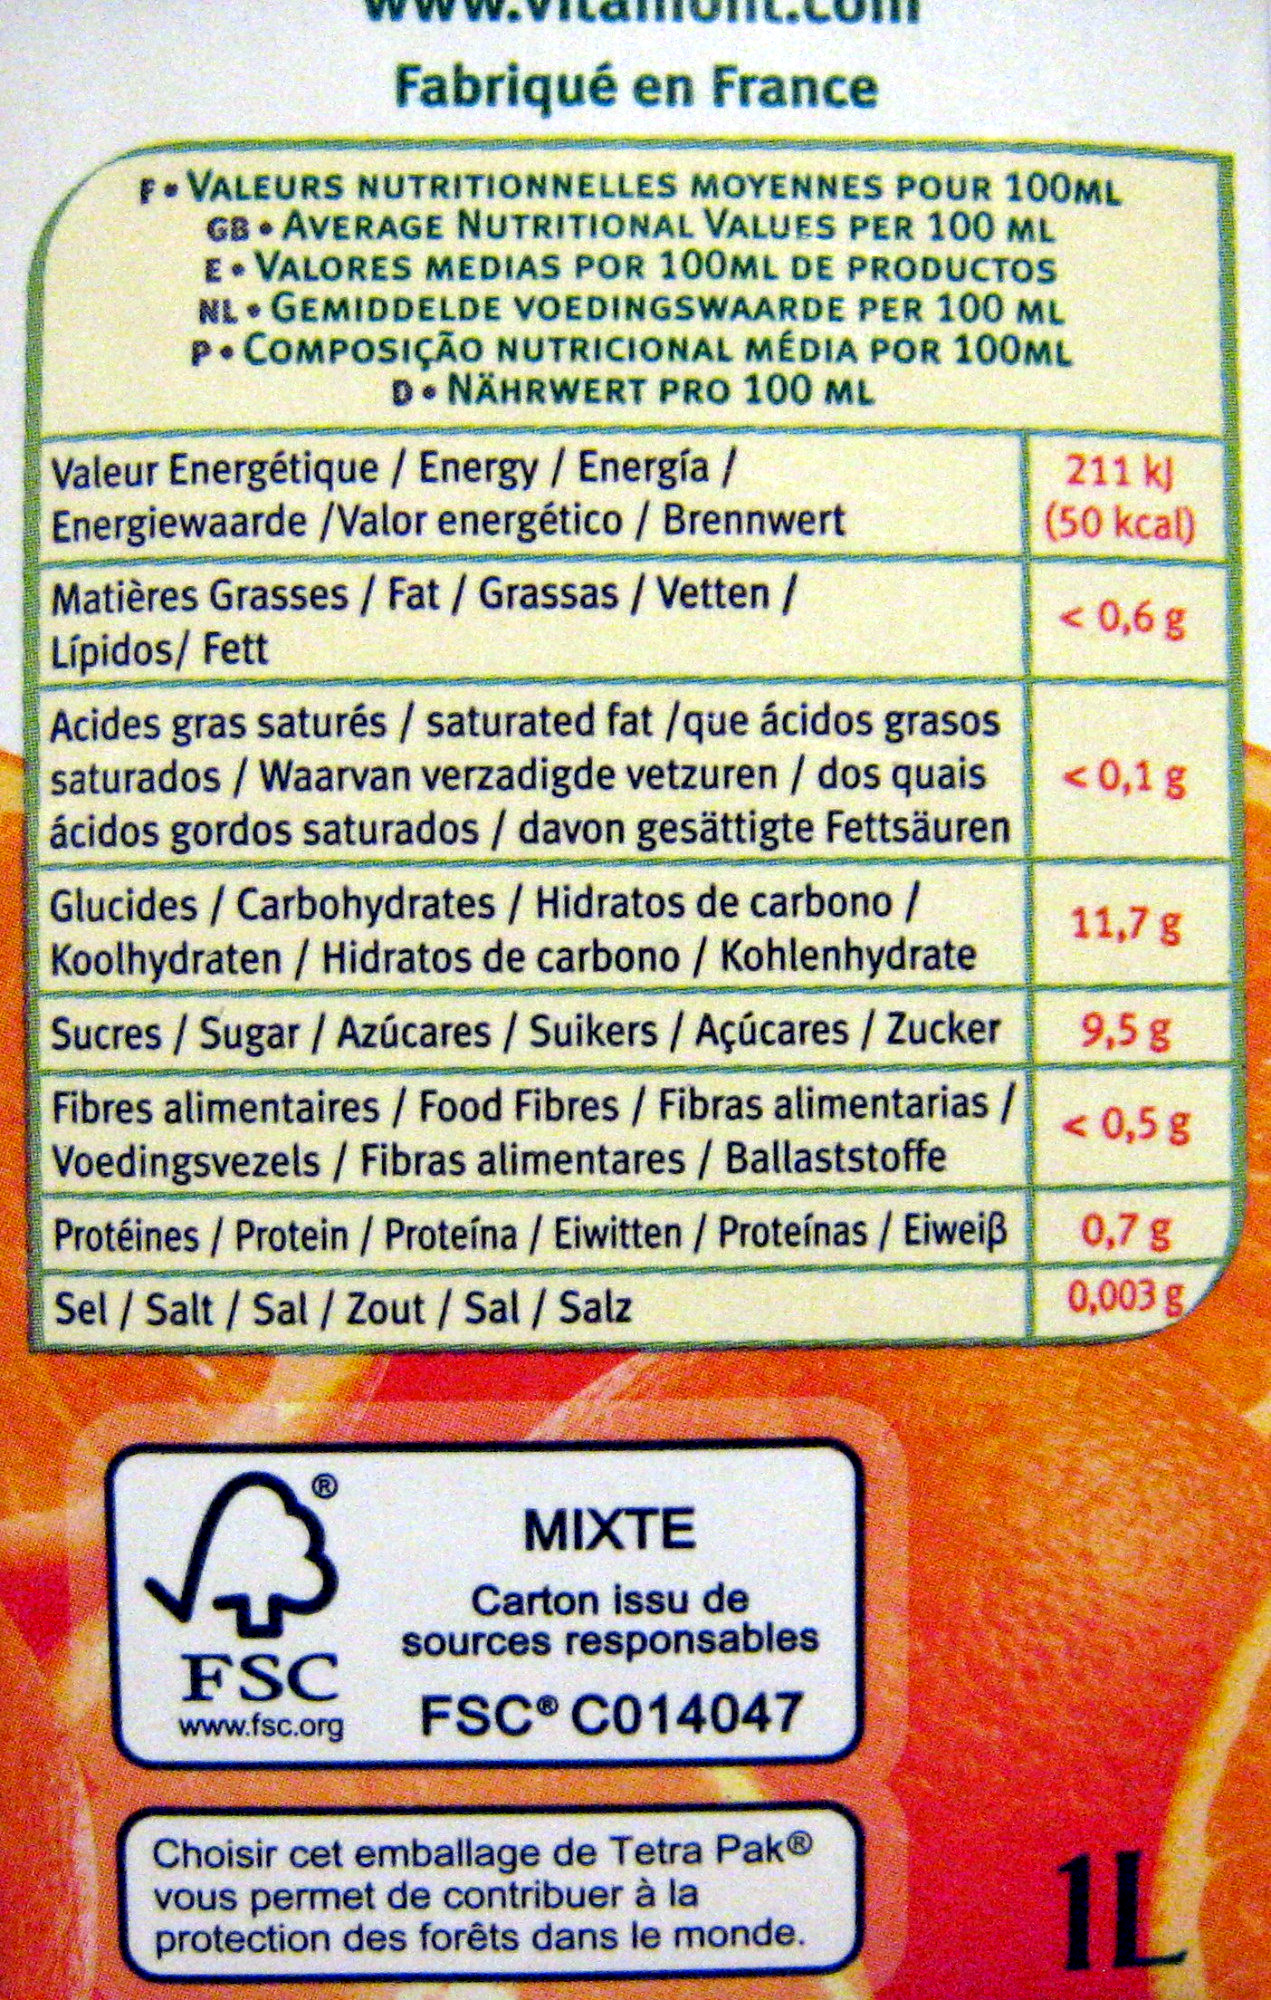 www.vitamont.com
Fabriqué en France
F • VALEURS NUTRITIONNELLES MOYENNES POUR 100ML
GB • AVERAGE NUTRITIONAL VALUES PER 100 ML
E • VALORES MEDIAS POR 100ML DE PRODUCTOS
NL • GEMIDDELDE VOEDINGSWAARDE PER 100 ML
P • COMPOSIÇÃO NUTRICIONAL MÉDIA POR 100ML
D • NÄHRWERT PRO 100 ML
Valeur Energétique / Energy / Energía /
Energiewaarde /Valor energético / Brennwert
211 kJ
(50 kcal)
Matières Grasses / Fat / Grassas / Vetten /
Lípidos/ Fett
< 0,6 g
Acides gras saturés / saturated fat /que ácidos grasos
saturados / Waarvan verzadigde vetzuren / dos quais
ácidos gordos saturados / davon gesättigte Fettsäuren
< 0,1 g
Glucides / Carbohydrates / Hidratos de carbono /
Koolhydraten / Hidratos de carbono / Kohlenhydrate
11,7 g
Sucres / Sugar / Azúcares / Suikers / Açúcares / Zucker
9,5 g
Fibres alimentaires / Food Fibres / Fibras alimentarias /
Voedingsvezels / Fibras alimentares / Ballaststoffe
< 0,5 g
Protéines / Protein / Proteína / Eiwitten / Proteínas / Eiweiß
0,7 g
Sel / Salt / Sal / Zout / Sal / Salz
0,003 g
®
FSC
www.fsc.org
MIXTE
Carton issu de
sources responsables
FSC® C014047
Choisir cet emballage de Tetra Pak®
vous permet de contribuer à la
protection des forêts dans le monde.
1L